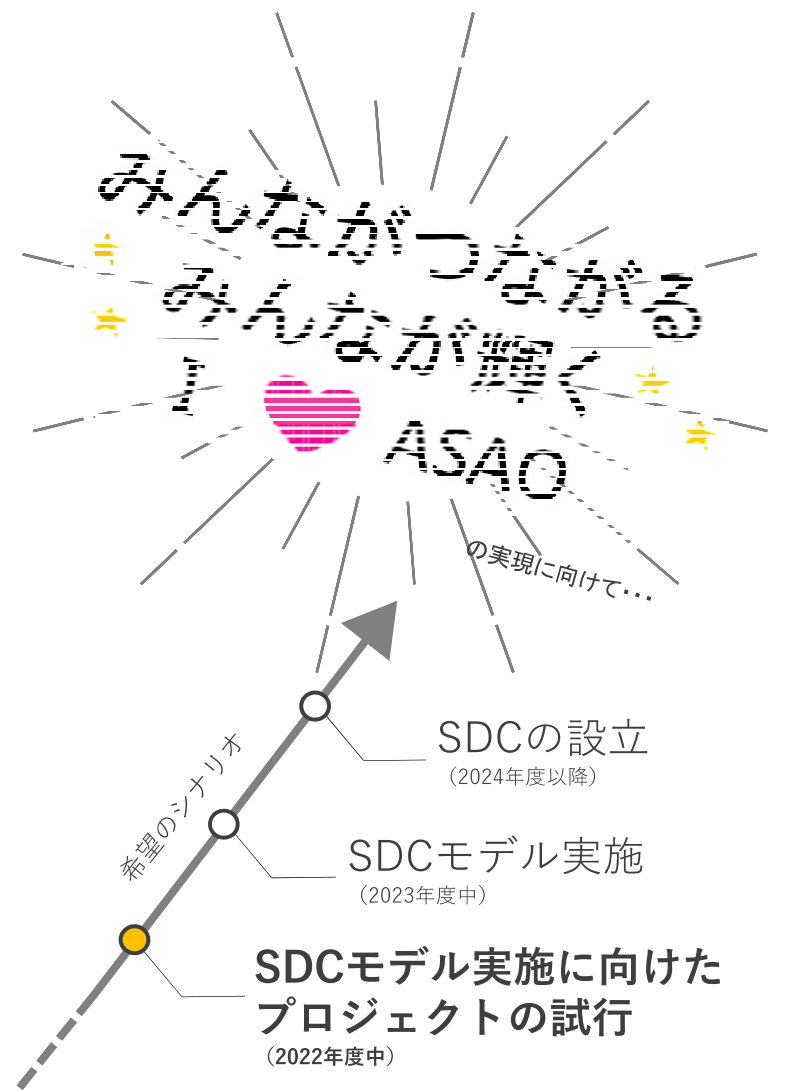 みんながつながる
みんなが輝く
I ASAO
の実現に向けて・・・
SDCの設立
（2024年度以降）
希望のシナリオ
SDCモデル実施
（2023年度中）
SDCモデル実施に向けた
プロジェクトの試行
（2022年度中）